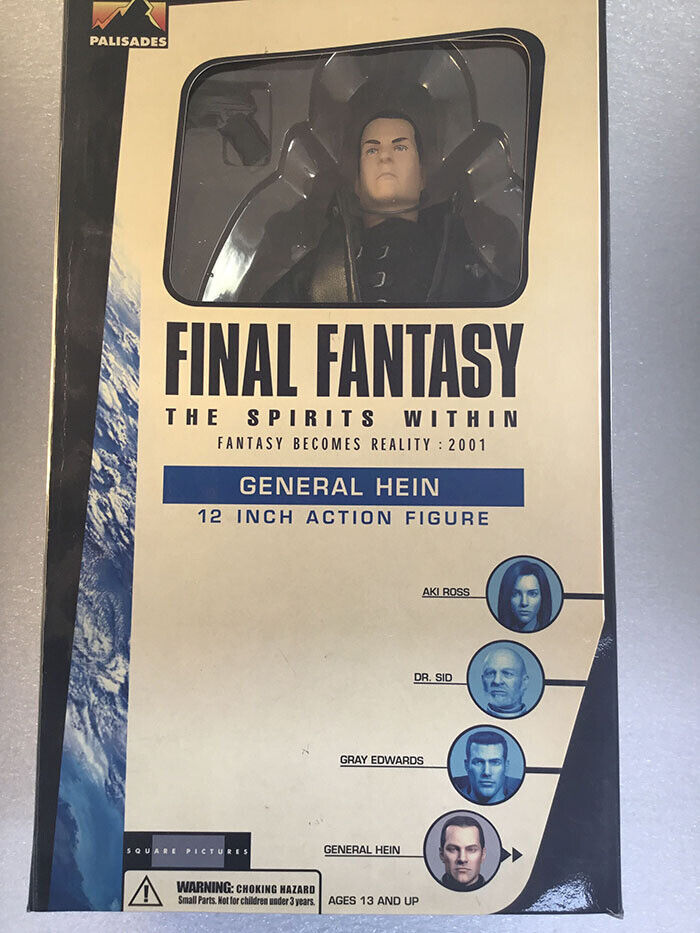 PALISADES
FINAL FANTASY
THE SPIRITS WITHIN
FANTASY BECOMES REALITY : 2001
GENERAL HEIN
12 INCH ACTION FIGURE
AKI ROSS
DR. SID
GRAY EDWARDS
GENERAL HEIN
SQUARE PICTURES
WARNING: CHOKING HAZARD
Small Parts. Not for children under 3 years.
AGES 13 AND UP